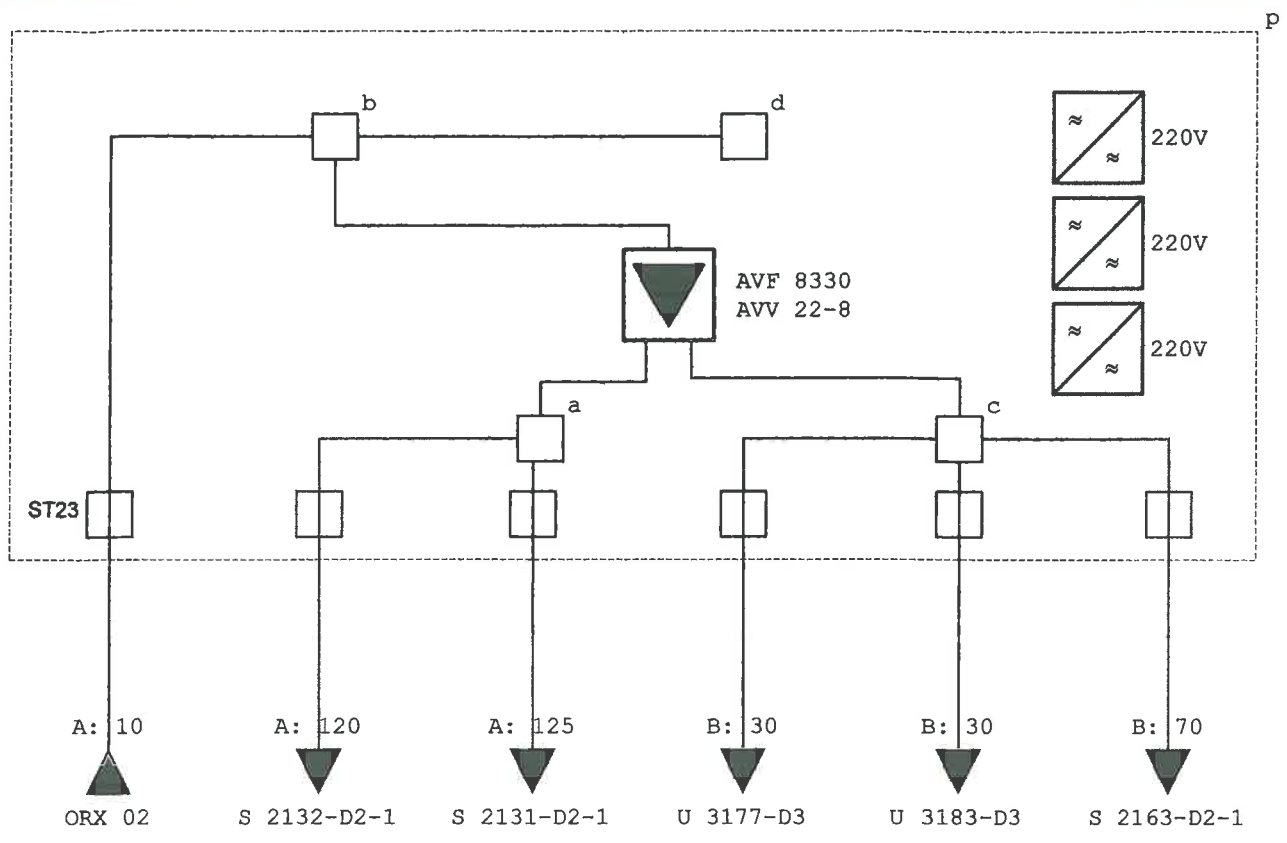 p
b
d
≈
≈
220V
≈
≈
220V
AVF 8330
AVV 22-8
≈
≈
220V
a
c
ST23
A: 10
A: 120
A: 125
B: 30
B: 30
B: 70
ORX 02
S 2132-D2-1
S 2131-D2-1
U 3177-D3
U 3183-D3
S 2163-D2-1